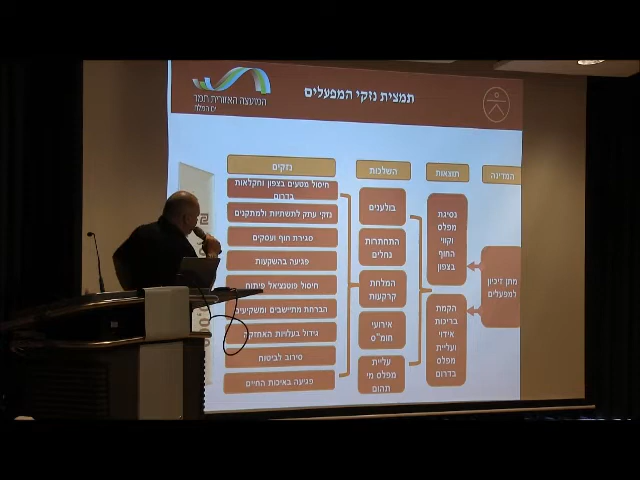 תמצית נזקי המפעלים
המועצה האזורית תמר
ים המלח
המדינה
תוצאות
השלכות
נזקים
מתן זיכיון
למפעלים
נסיגת
מפלס
וקווי
החוף
בצפון
הקמת
בריכות
אידוי
ועליית
מפלס
בדרום
בולענים
התחתרות
נחלים
המלחת
קרקעות
אירועי
חומ"ס
עליית
מפלס מי
תהום
חיסול מטעים בצפון וחקלאות
בדרום
נזקי עתק לתשתיות ולמתקנים
סגירת חוף ועסקים
פגיעה בהשקעות
חיסול פוטנציאל פיתוח
הברחת מתיישבים ומשקיעים
גידול בעלויות האחזקה
סירוב לביטוח
פגיעה באיכות החיים